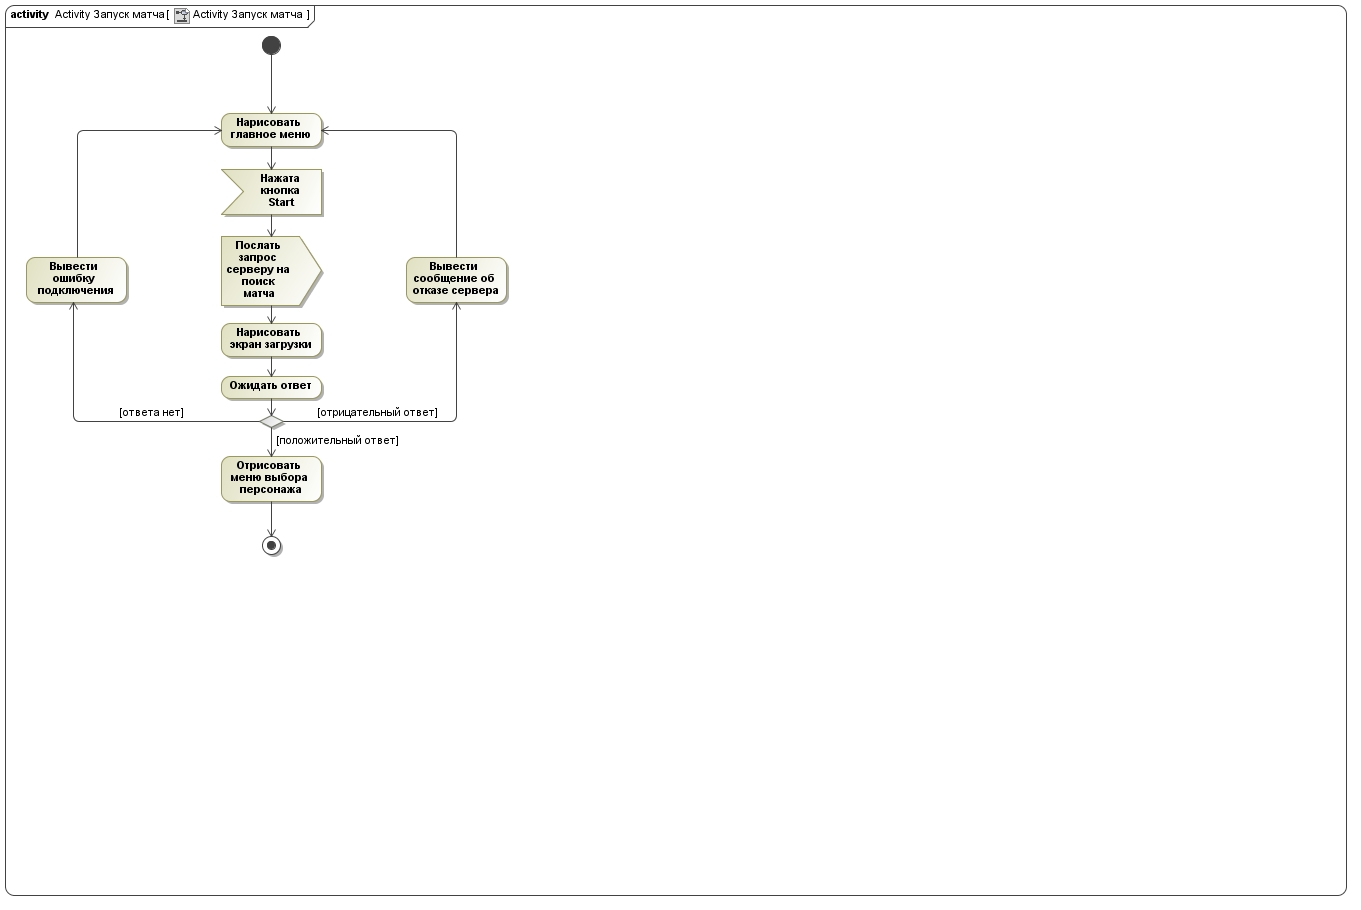 activity Activity Запуск матча[ Activity Запуск матча ]
Нарисовать
главное меню
Нажата
кнопка
Start
Послать
запрос
серверу на
поиск
матча
Вывести
ошибку
подключения
Вывести
сообщение об
отказе сервера
Нарисовать
экран загрузки
Ожидать ответ
[ответа нет]
[отрицательный ответ]
[положительный ответ]
Отрисовать
меню выбора
персонажа